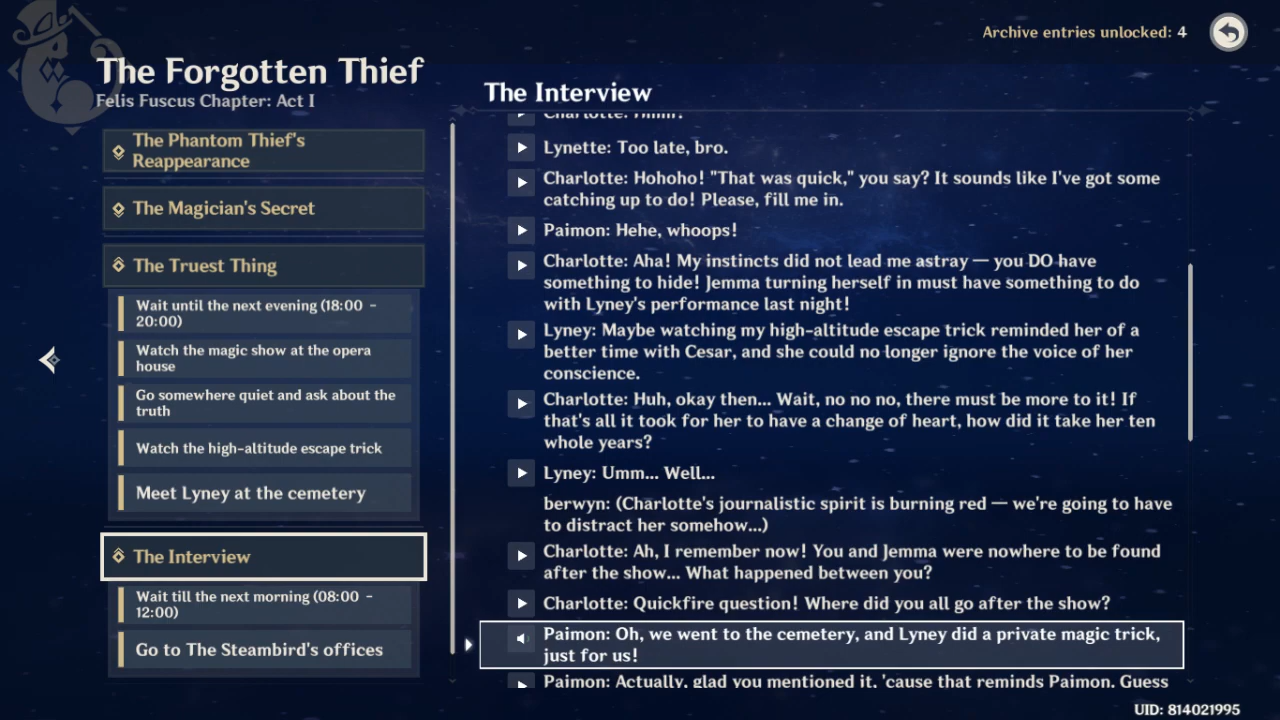 Archive entries unlocked: 4
The Forgotten Thief
Felis Fuscus Chapter: Act I
The Phantom Thief's
Reappearance
The Magician's Secret
The Truest Thing
Wait until the next evening (18:00 -
20:00)
Watch the magic show at the opera
house
Go somewhere quiet and ask about the
truth
Watch the high-altitude escape trick
Meet Lyney at the cemetery
The Interview
Wait till the next morning (08:00 -
12:00)
Go to The Steambird's offices
The Interview
Charlotte: Hmm?
Lynette: Too late, bro.
Charlotte: Hohoho! "That was quick," you say? It sounds like I've got some
catching up to do! Please, fill me in.
Paimon: Hehe, whoops!
Charlotte: Aha! My instincts did not lead me astray — you DO have
something to hide! Jemma turning herself in must have something to do
with Lyney's performance last night!
Lyney: Maybe watching my high-altitude escape trick reminded her of a
better time with Cesar, and she could no longer ignore the voice of her
conscience.
Charlotte: Huh, okay then... Wait, no no no, there must be more to it! If
that's all it took for her to have a change of heart, how did it take her ten
whole years?
Lyney: Umm... Well...
berwyn: (Charlotte's journalistic spirit is burning red — we're going to have
to distract her somehow...)
Charlotte: Ah, I remember now! You and Jemma were nowhere to be found
after the show... What happened between you?
Charlotte: Quickfire question! Where did you all go after the show?
Paimon: Oh, we went to the cemetery, and Lyney did a private magic trick,
just for us!
Paimon: Actually, glad you mentioned it, 'cause that reminds Paimon. Guess
UID: 814021995